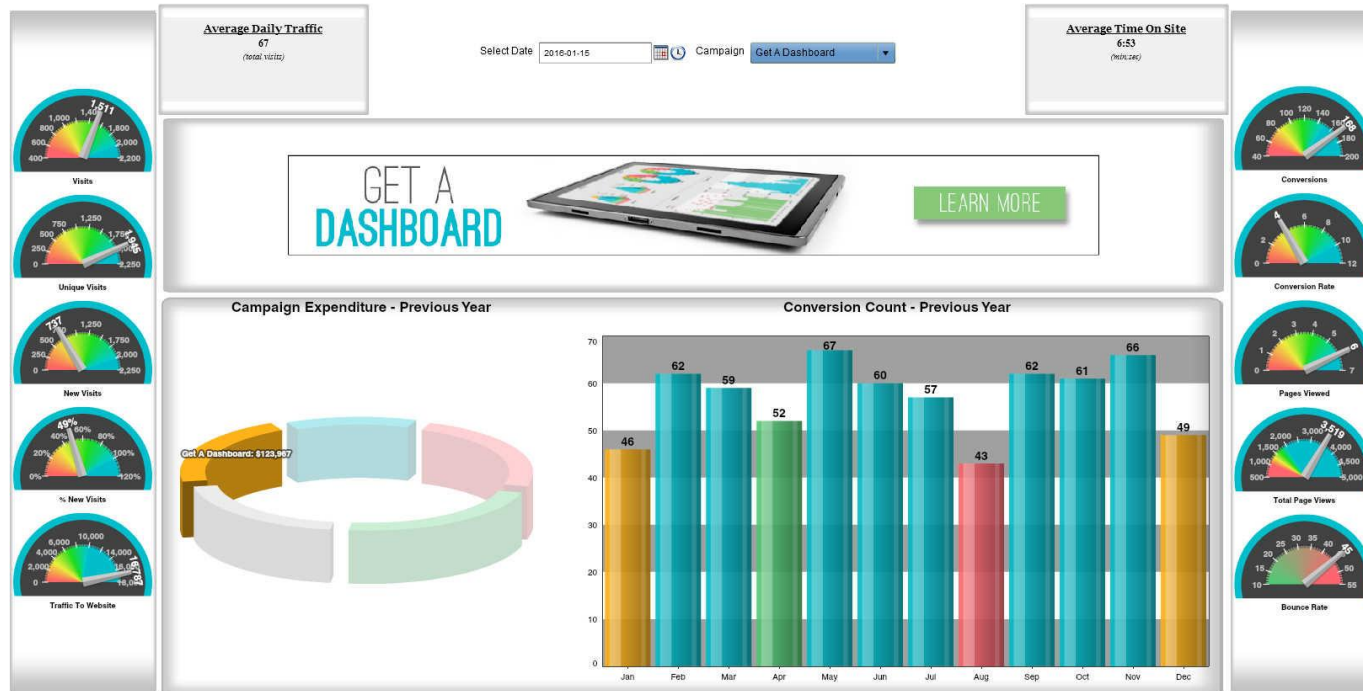 Average Daily Traffic
67
(total visits)
Select Date 2016-01-15 Campaign Get A Dashboard
Average Time On Site
6:53
(min:sec)
GET A
DASHBOARD
LEARN MORE
400 600 800 1,000 1,511 1,800 2,000 2,200
Visits
0 250 500 750 1,250 1,945 2,250
Unique Visits
0 250 500 737 1,250 1,750 2,000 2,250
New Visits
0% 20% 40% 49% 60% 80% 100% 120%
% New Visits
0 2,000 4,000 6,000 10,000 14,000 16,787
Traffic To Website
Campaign Expenditure - Previous Year
Get A Dashboard: $123,967
Conversion Count - Previous Year
70
60
50
40
30
20
10
0
46 62 59 52 67 60 57 43 62 61 66 49
Jan Feb Mar Apr May Jun Jul Aug Sep Oct Nov Dec
40 60 80 100 120 140 160 168 180 200
Conversions
0 2 4 6 8 10 12
Conversion Rate
0 1 2 3 4 5 6 7
Pages Viewed
500 1,000 1,500 2,000 3,000 3,519 4,500 5,000
Total Page Views
10 15 20 25 30 35 40 45 50 55
Bounce Rate